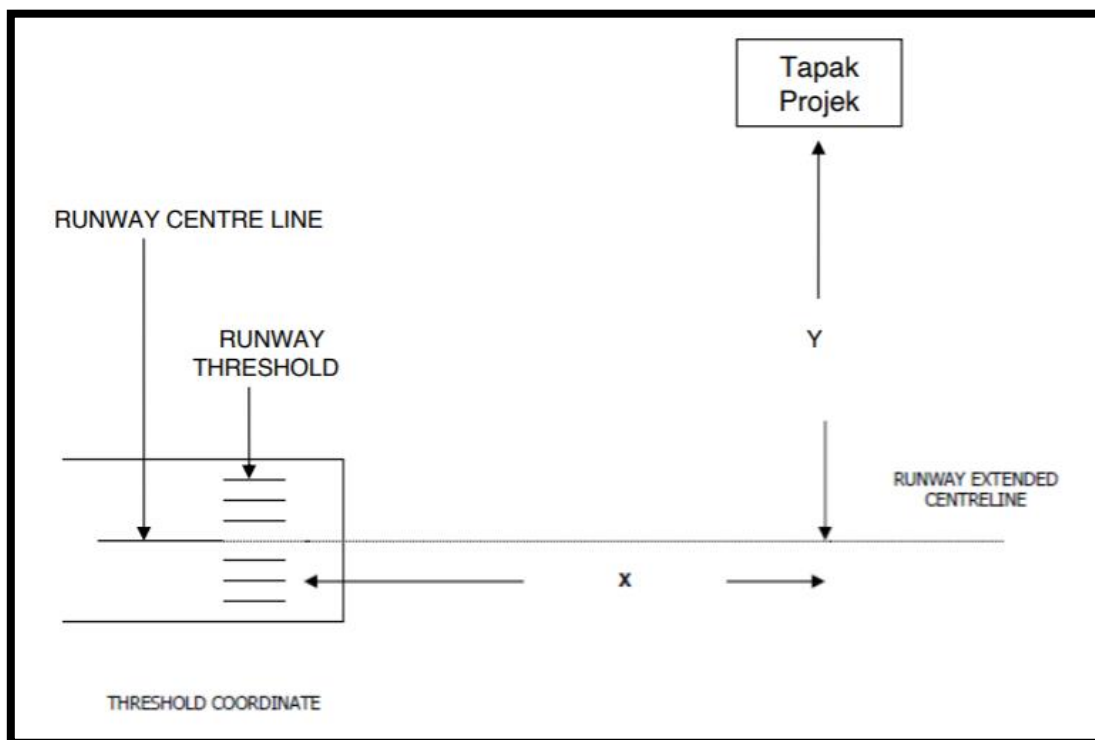 Tapak
Projek
RUNWAY CENTRE LINE
RUNWAY
THRESHOLD
Y
RUNWAY EXTENDED
CENTRELINE
X
THRESHOLD COORDINATE